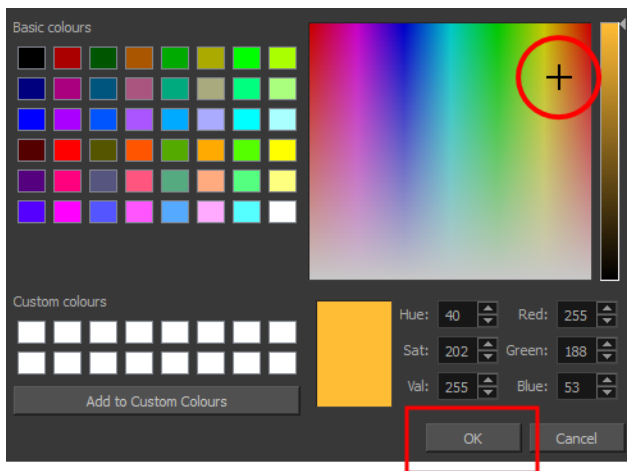 Basic colours
Custom colours
Add to Custom Colours
Hue: 40 Red: 255
Sat: 202 Green: 188
Val: 255 Blue: 53
OK Cancel